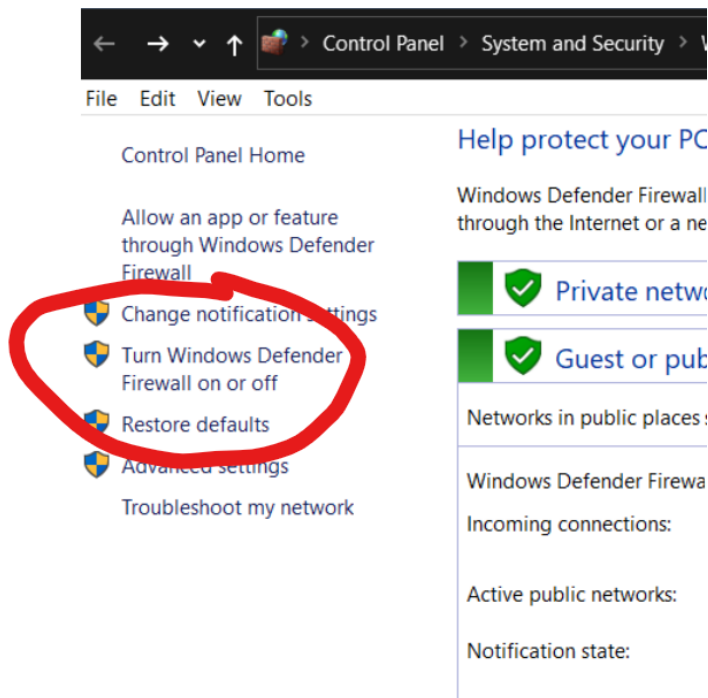 Control Panel > System and Security >
File Edit View Tools
Control Panel Home
Allow an app or feature
through Windows Defender
Firewall
Change notification settings
Turn Windows Defender
Firewall on or off
Restore defaults
Advanced settings
Troubleshoot my network
Help protect your PC
Windows Defender Firewall
through the Internet or a ne
Private netwo
Guest or pub
Networks in public places s
Windows Defender Firewa
Incoming connections:
Active public networks:
Notification state: